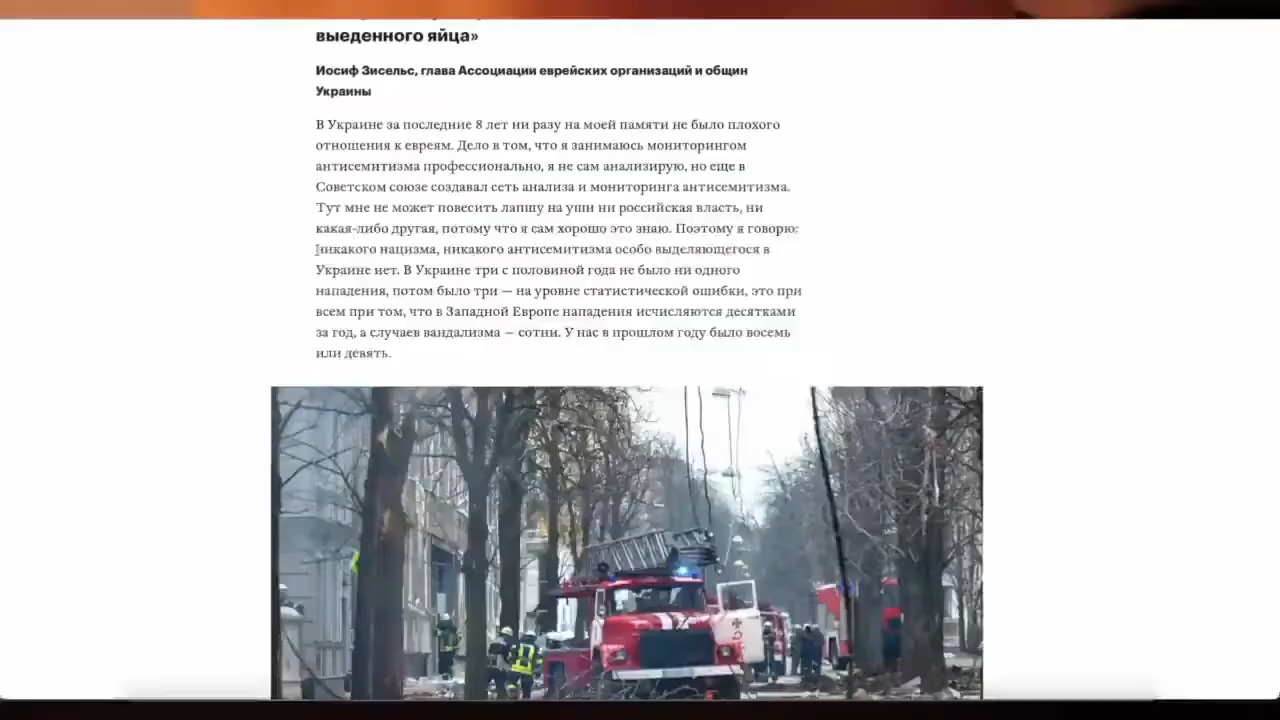 выеденного яйца»
Иосиф Зисельс, глава Ассоциации еврейских организаций и общин
Украины
В Украине за последние 8 лет ни разу на моей памяти не было плохого
отношения к евреям. Дело в том, что я занимаюсь мониторингом
антисемитизма профессионально, я не сам анализирую, но еще в
Советском союзе создавал сеть анализа и мониторинга антисемитизма.
Тут мне не может повесить лапшу на уши ни российская власть, ни
какая-либо другая, потому что я сам хорошо это знаю. Поэтому я говорю:
никакого нацизма, никакого антисемитизма особо выделяющегося в
Украине нет. В Украине три с половиной года не было ни одного
нападения, потом было три — на уровне статистической ошибки, это при
всем при том, что в Западной Европе нападения исчисляются десятками
за год, а случаев вандализма — сотни. У нас в прошлом году было восемь
или девять.